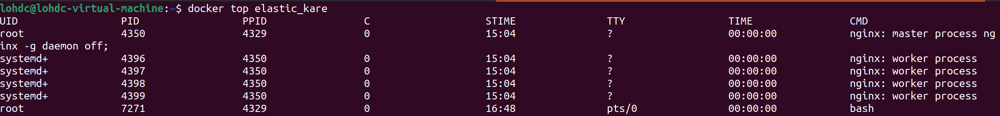 lohdc@lohdc-virtual-machine:~$ docker top elastic_kare
UID PID PPID C STIME TTY TIME CMD
root 4350 4329 0 15:04 ? 00:00:00 nginx: master process ng
inx -g daemon off;
systemd+ 4396 4350 0 15:04 ? 00:00:00 nginx: worker process
systemd+ 4397 4350 0 15:04 ? 00:00:00 nginx: worker process
systemd+ 4398 4350 0 15:04 ? 00:00:00 nginx: worker process
systemd+ 4399 4350 0 15:04 ? 00:00:00 nginx: worker process
root 7271 4329 0 16:48 pts/0 00:00:00 bash